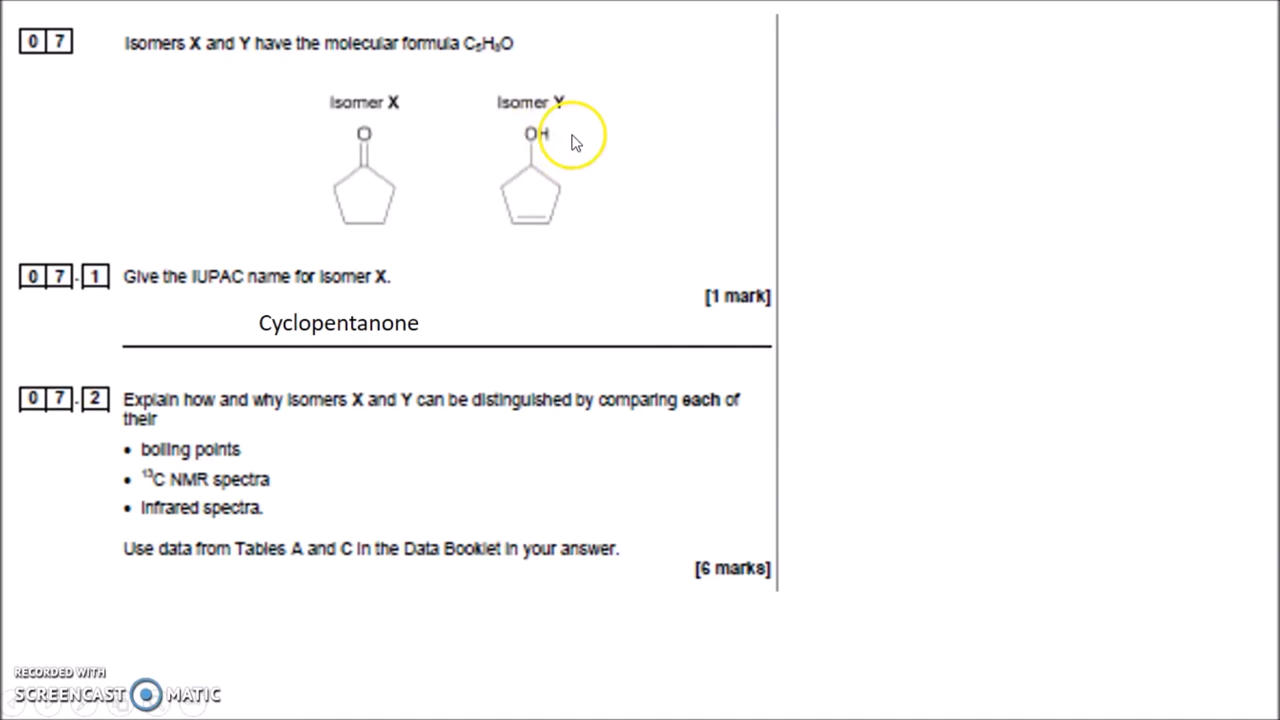 0 7 Isomers X and Y have the molecular formula C₅H₈O
Isomer X Isomer Y
O OH
0 7 . 1 Give the IUPAC name for isomer X.
[1 mark]
Cyclopentanone
0 7 . 2 Explain how and why isomers X and Y can be distinguished by comparing each of
their
• boiling points
• ¹³C NMR spectra
• infrared spectra.
Use data from Tables A and C in the Data Booklet in your answer.
[6 marks]
RECORDED WITH
SCREENCAST MATIC